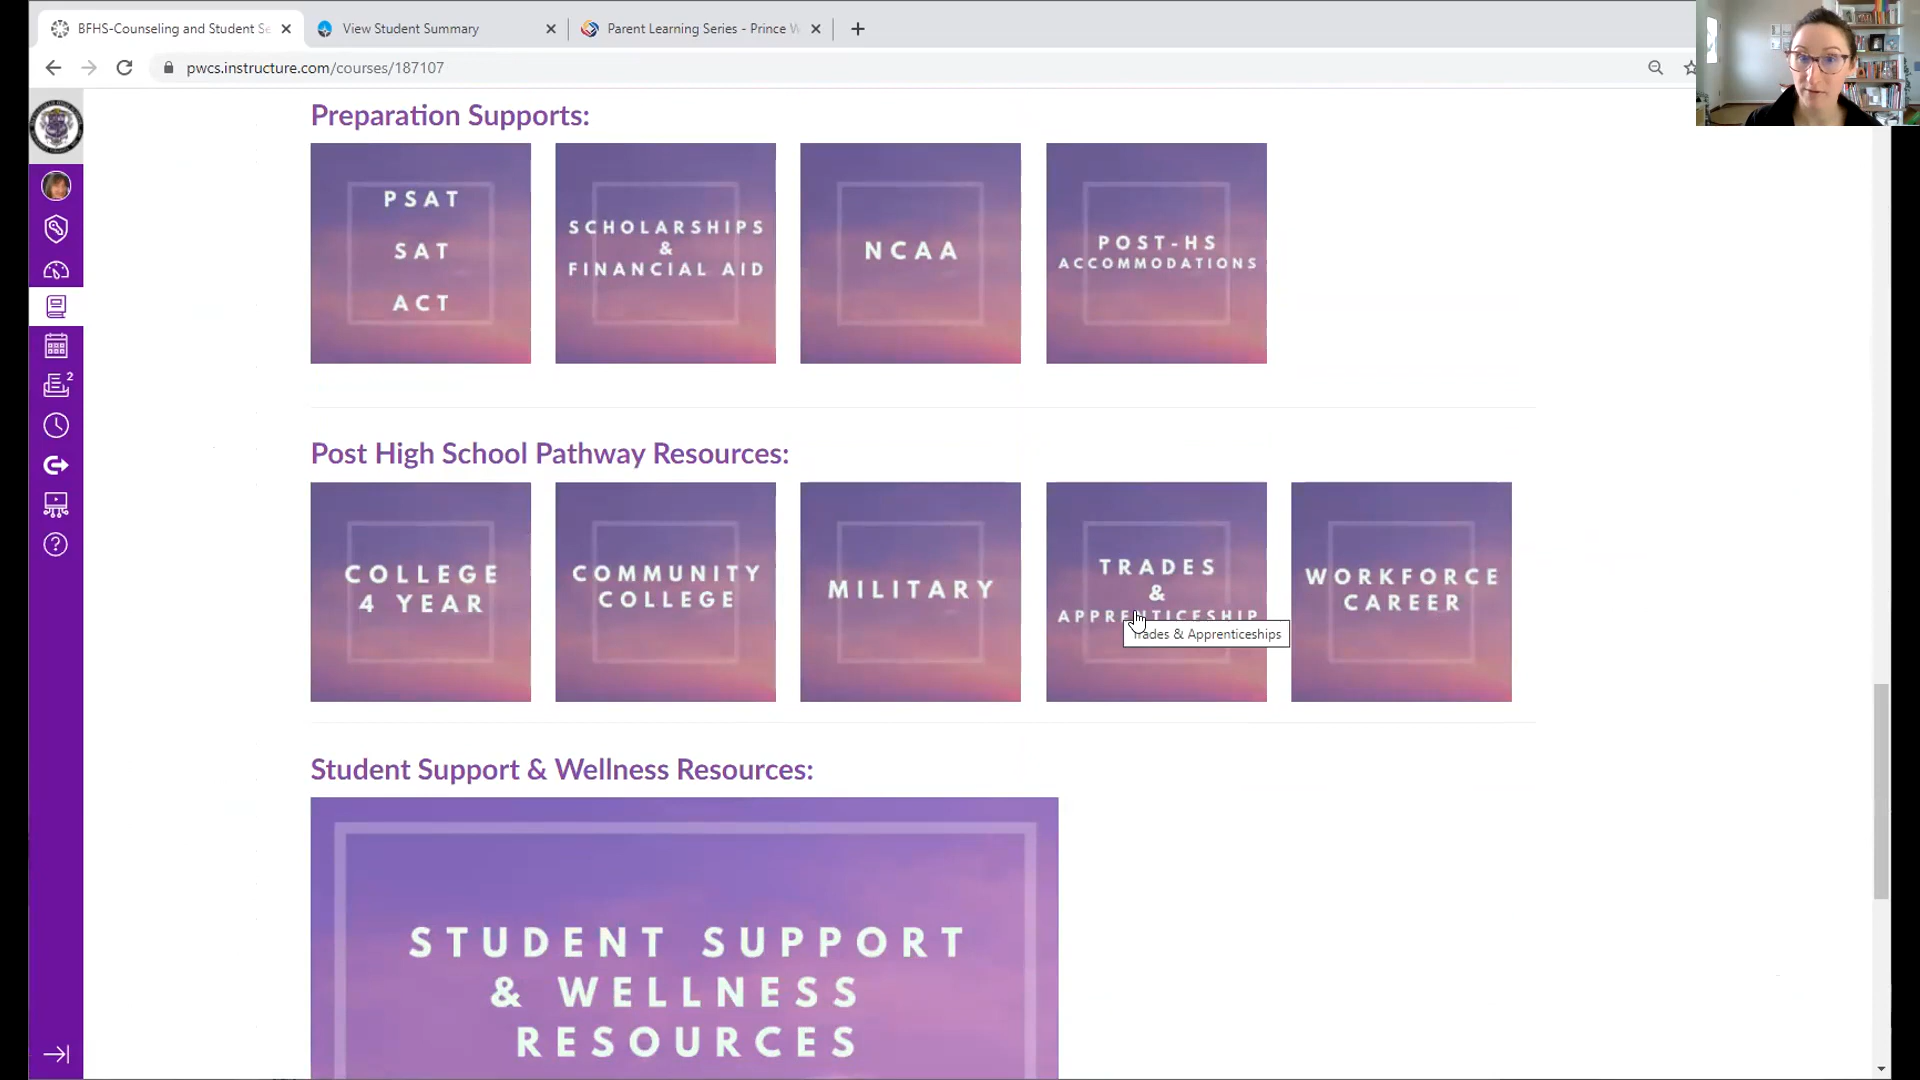 BFHS-Counseling and Student Se
View Student Summary
Parent Learning Series - Prince W
pwcs.instructure.com/courses/187107
Preparation Supports:
PSAT
SAT
ACT
SCHOLARSHIPS
&
FINANCIAL AID
NCAA
POST-HS
ACCOMMODATIONS
2
Post High School Pathway Resources:
COLLEGE
4 YEAR
COMMUNITY
COLLEGE
MILITARY
TRADES
&
APPRENTICESHIP
Trades & Apprenticeships
WORKFORCE
CAREER
Student Support & Wellness Resources:
STUDENT SUPPORT
& WELLNESS
RESOURCES